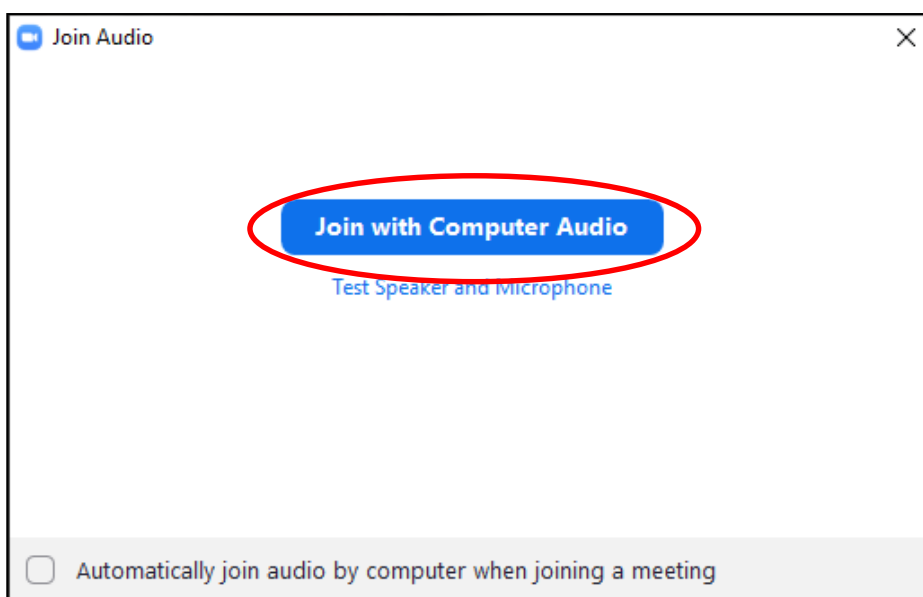 Join Audio
Join with Computer Audio
Test Speaker and Microphone
Automatically join audio by computer when joining a meeting